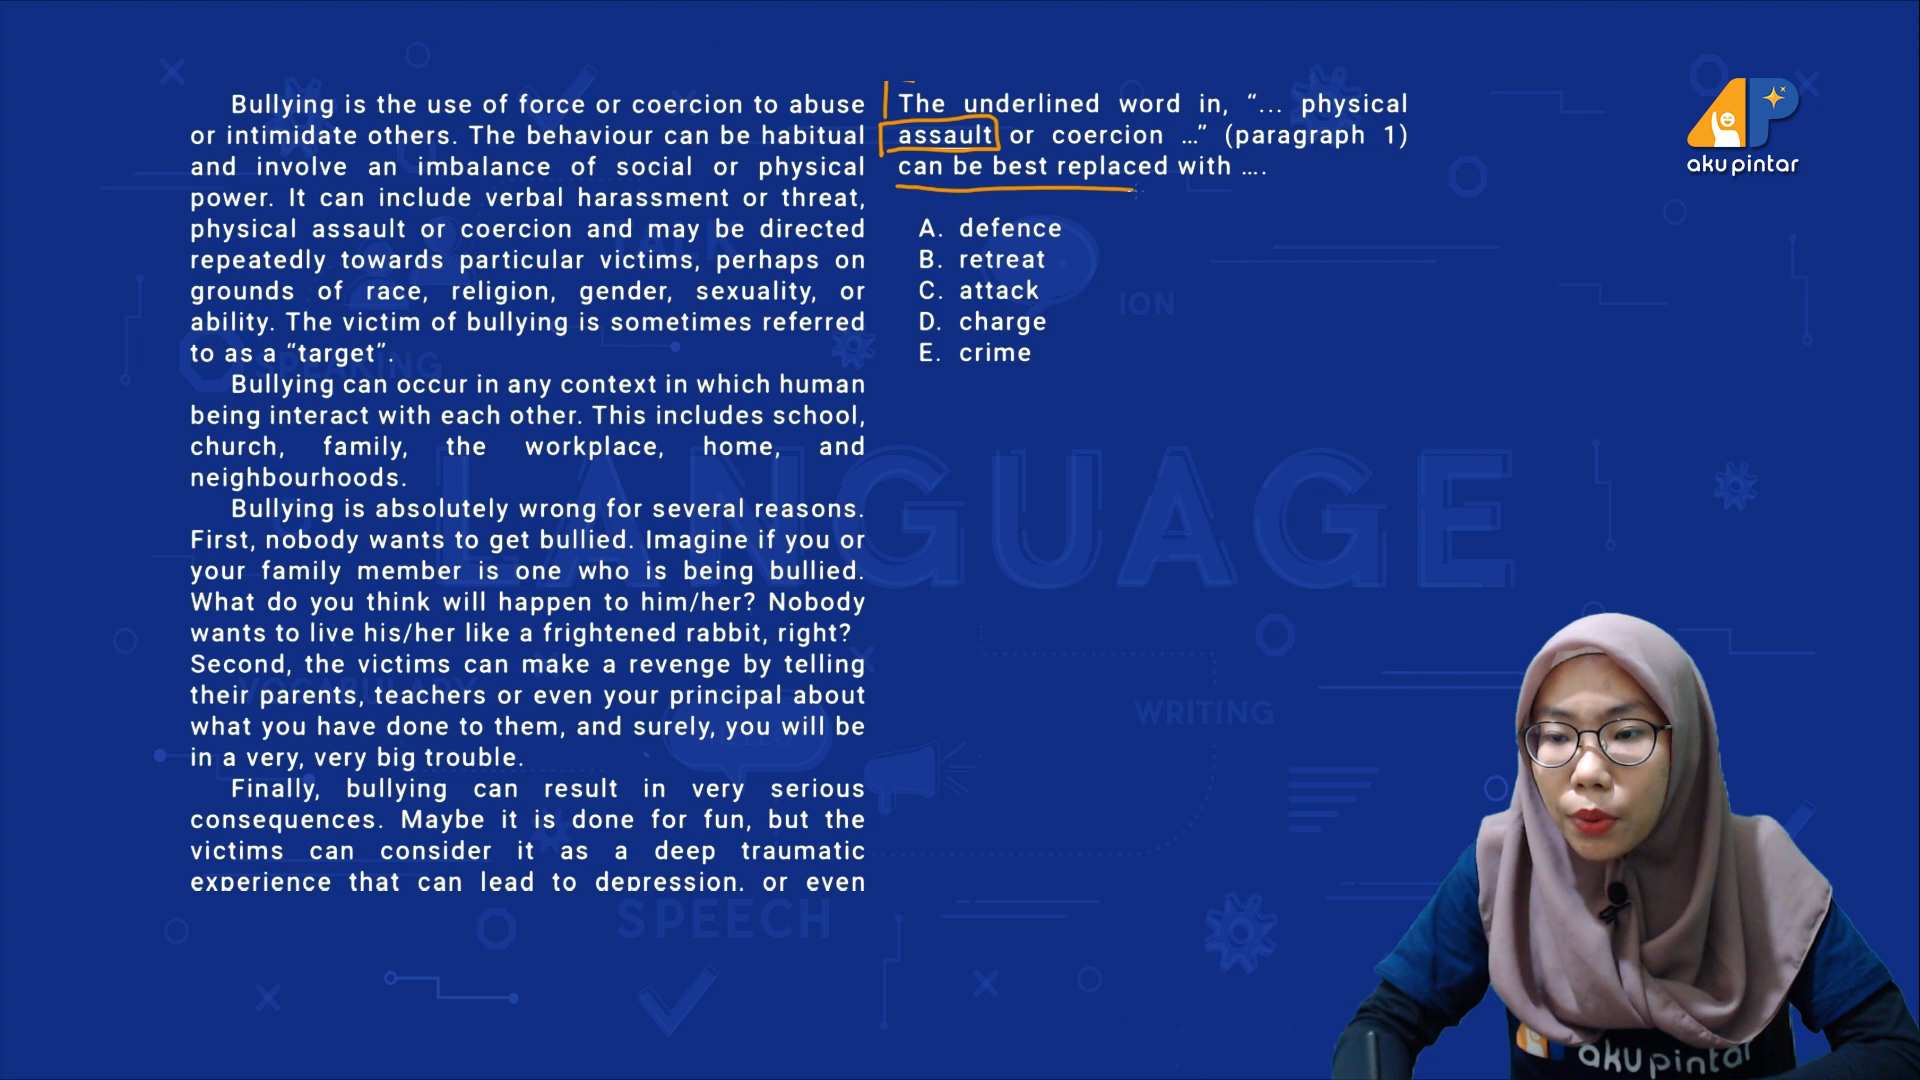 Bullying is the use of force or coercion to abuse
or intimidate others. The behaviour can be habitual
and involve an imbalance of social or physical
power. It can include verbal harassment or threat,
physical assault or coercion and may be directed
repeatedly towards particular victims, perhaps on
grounds of race, religion, gender, sexuality, or
ability. The victim of bullying is sometimes referred
to as a “target”.
Bullying can occur in any context in which human
being interact with each other. This includes school,
church, family, the workplace, home, and
neighbourhoods.
Bullying is absolutely wrong for several reasons.
First, nobody wants to get bullied. Imagine if you or
your family member is one who is being bullied.
What do you think will happen to him/her? Nobody
wants to live his/her like a frightened rabbit, right?
Second, the victims can make a revenge by telling
their parents, teachers or even your principal about
what you have done to them, and surely, you will be
in a very, very big trouble.
Finally, bullying can result in very serious
consequences. Maybe it is done for fun, but the
victims can consider it as a deep traumatic
experience that can lead to depression, or even
The underlined word in, “... physical
assault or coercion ...” (paragraph 1)
can be best replaced with ....
A. defence
B. retreat
C. attack
D. charge
E. crime
aku pintar
TALK
ION
SPEAKING
LANGUAGE
VOCABULARY
WRITING
HELLO
SPEECH
aku pintar